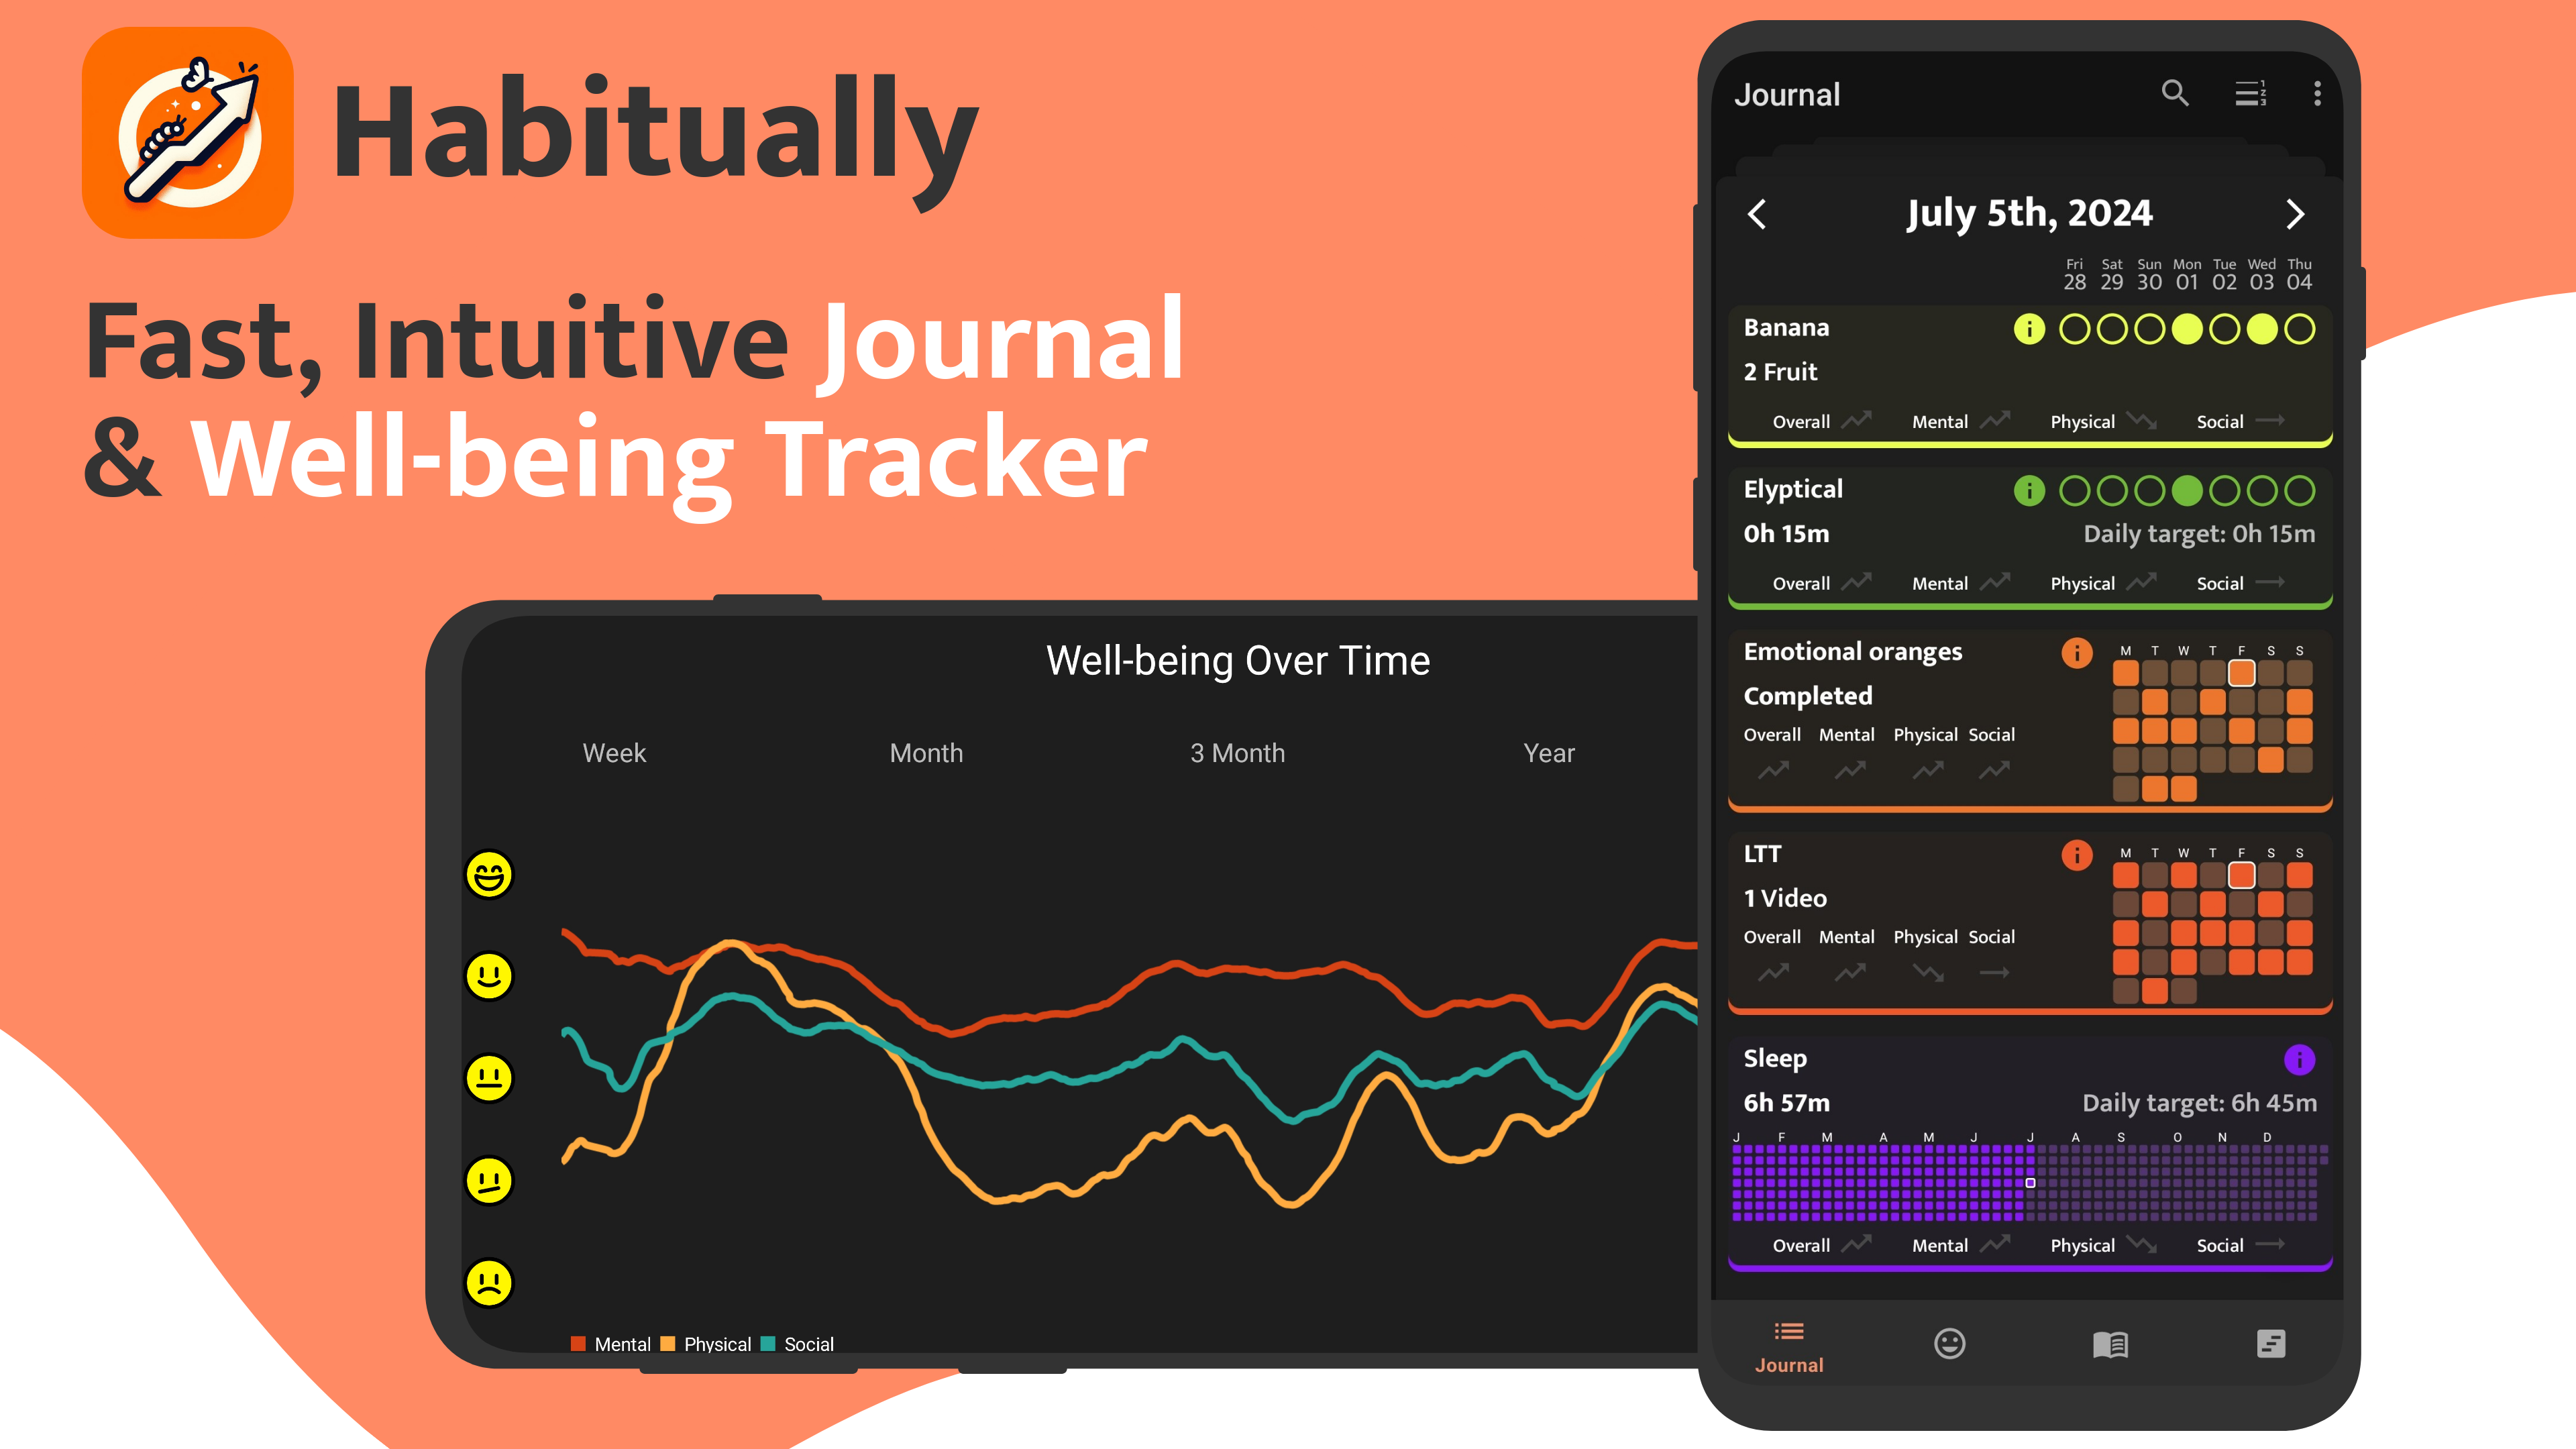 Habitually
Fast, Intuitive Journal
& Well-being Tracker
Well-being Over Time
Week Month 3 Month Year
Mental Physical Social
Journal
July 5th, 2024
Fri Sat Sun Mon Tue Wed Thu
28 29 30 01 02 03 04
Banana
2 Fruit
Overall Mental Physical Social
Elyptical
0h 15m Daily target: 0h 15m
Overall Mental Physical Social
Emotional oranges
M T W T F S S
Completed
Overall Mental Physical Social
LTT
M T W T F S S
1 Video
Overall Mental Physical Social
Sleep
6h 57m Daily target: 6h 45m
J F M A M J J A S O N D
Overall Mental Physical Social
Journal